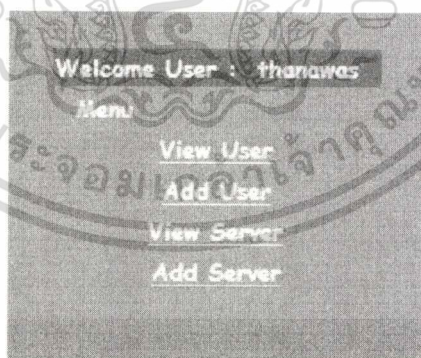 Welcome User : thanawas
Menu
View User
Add User
View Server
Add Server